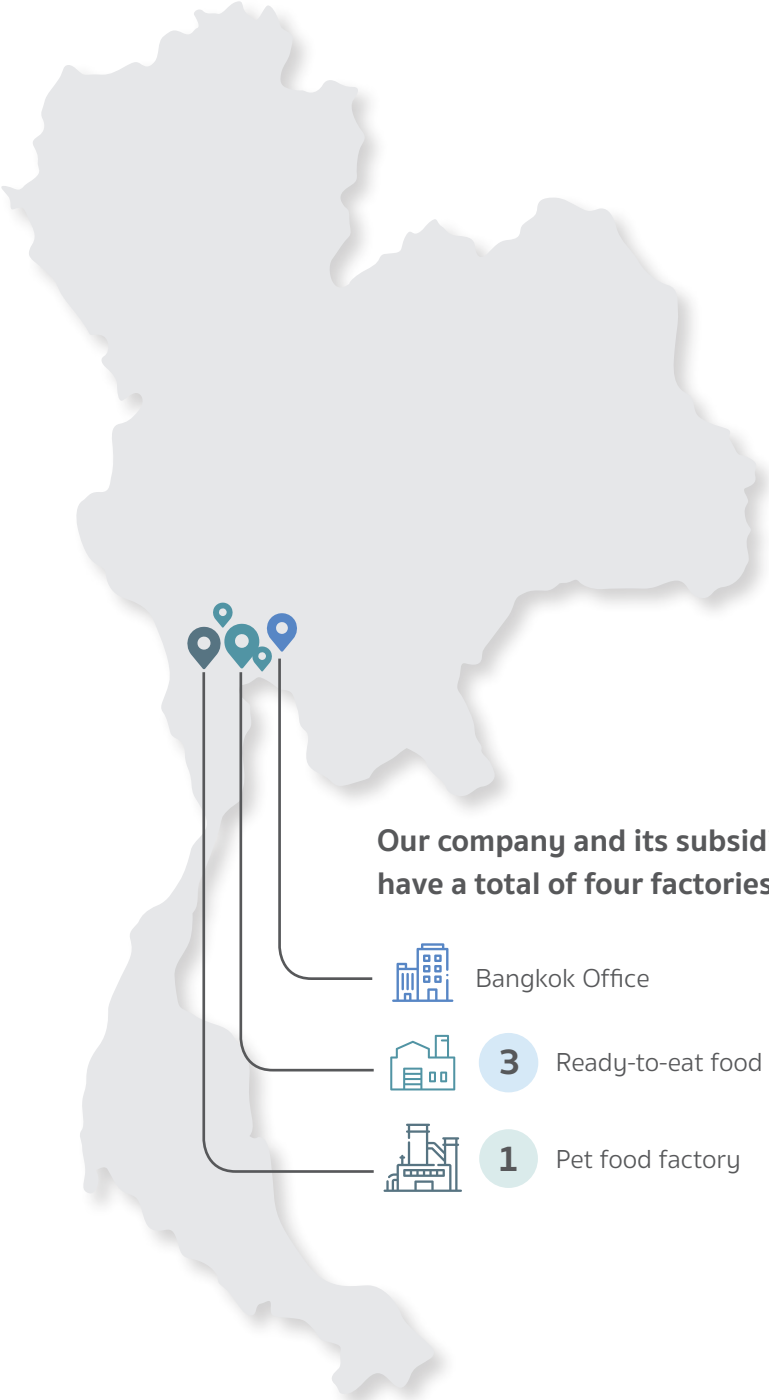 Our company and its subsid
have a total of four factories
Bangkok Office
3 Ready-to-eat food
1 Pet food factory